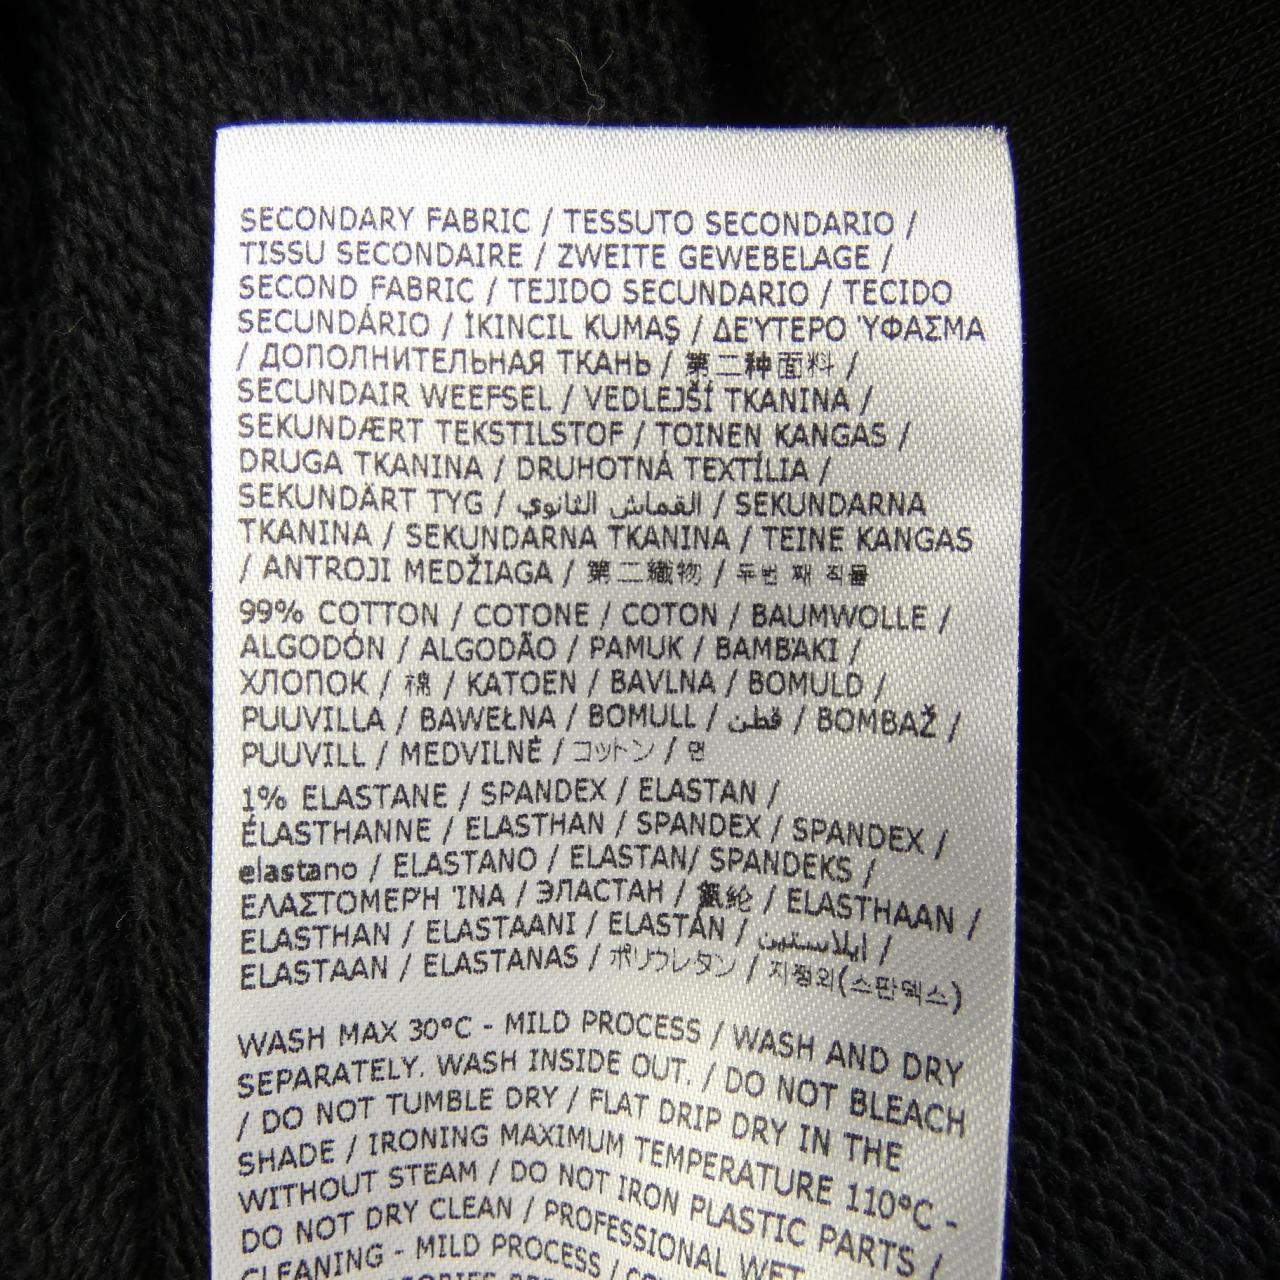 SECONDARY FABRIC / TESSUTO SECONDARIO /
TISSU SECONDAIRE / ZWEITE GEWEBELAGE /
SECOND FABRIC / TEJIDO SECUNDARIO / TECIDO
SECUNDÁRIO / İKINCIL KUMAŞ / ΔΕΎΤΕΡΟ ΎΦΑΣΜΑ
/ ДОПОЛНИТЕЛЬНАЯ ТКАНЬ / 第二种面料 /
SECUNDAIR WEEFSEL / VEDLEJŠÍ TKANINA /
SEKUNDÆRT TEKSTILSTOF / TOINEN KANGAS /
DRUGA TKANINA / DRUHOTNÁ TEXTÍLIA /
SEKUNDÄRT TYG / القماش الثانوي / SEKUNDARNA
TKANINA / SEKUNDARNA TKANINA / TEINE KANGAS
/ ANTROJI MEDŽIAGA / 第二織物 / 두번 째 직물
99% COTTON / COTONE / COTON / BAUMWOLLE /
ALGODÓN / ALGODÃO / PAMUK / ΒΑΜΒΆΚΙ /
ХЛОПОК / 棉 / KATOEN / BAVLNA / BOMULD /
PUUVILLA / BAWEŁNA / BOMULL / قطن / BOMBAŽ /
PUUVILL / MEDVILNĖ / コットン / 면
1% ELASTANE / SPANDEX / ELASTAN /
ÉLASTHANNE / ELASTHAN / SPANDEX / SPANDEX /
elastano / ELASTANO / ELASTAN/ SPANDEKS /
ΕΛΑΣΤΟΜΕΡΉ ΊΝΑ / ЭЛАСТАН / 氨纶 / ELASTHAAN /
ELASTHAN / ELASTAANI / ELASTÁN / ايلاستين /
ELASTAAN / ELASTANAS / ポリウレタン / 지정외(스판덱스)
WASH MAX 30°C - MILD PROCESS / WASH AND DRY
SEPARATELY. WASH INSIDE OUT. / DO NOT BLEACH
/ DO NOT TUMBLE DRY / FLAT DRIP DRY IN THE
SHADE / IRONING MAXIMUM TEMPERATURE 110°C -
WITHOUT STEAM / DO NOT IRON PLASTIC PARTS /
DO NOT DRY CLEAN / PROFESSIONAL WET
CLEANING - MILD PROCESS /